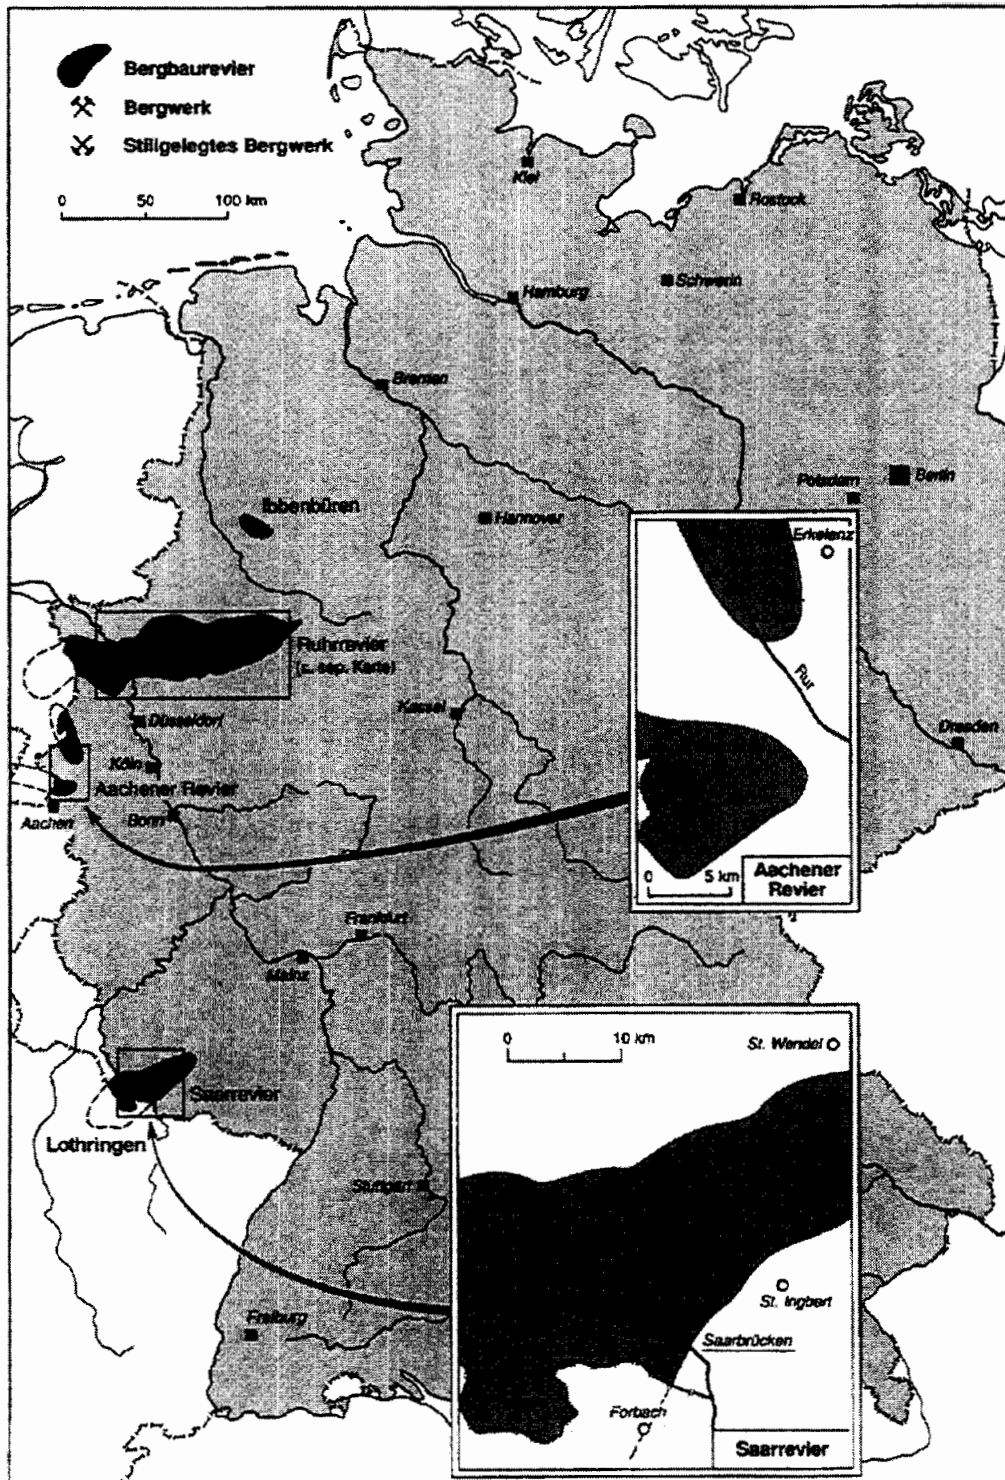 Bergbaurevier
Bergwerk
Stillgelegtes Bergwerk
0 50 100 km
Kiel
Rostock
Schwerin
Hamburg
Bremen
Berlin
Potsdam
Ibbenbüren
Hannover
Erkelenz
Ruhrrevier
(s. sep. Karte)
Rur
Kassel
Düsseldorf
Dresden
Köln
Aachener Revier
Aachen
Bonn
0 5 km
Aachener
Revier
Frankfurt
Mainz
0 10 km
St. Wendel
Saarrevier
Lothringen
Stuttgart
St. Ingbert
Freiburg
Saarbrücken
Forbach
Saarrevier